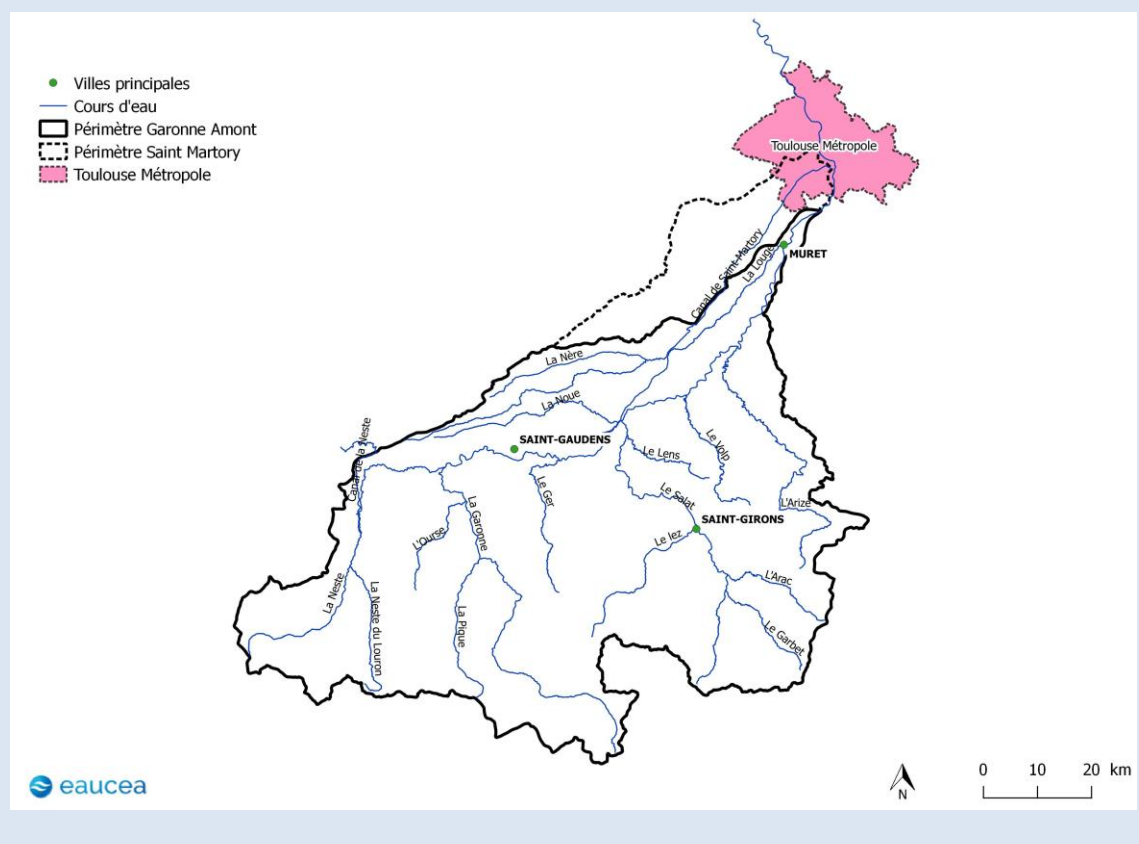 Villes principales
Cours d'eau
Périmètre Garonne Amont
Périmètre Saint Martory
Toulouse Métropole
Toulouse Métropole
MURET
La Louge
Canal de Saint Martory
La Nère
La Noue
Canal de la Neste
SAINT-GAUDENS
Le Lens
Le Volp
Le Ger
Le Salat
L'Arize
La Garonne
SAINT-GIRONS
L'Ourse
Le lez
L'Arac
La Neste
La Neste du Louron
La Pique
Le Garbet
eaucea
N
0 10 20 km